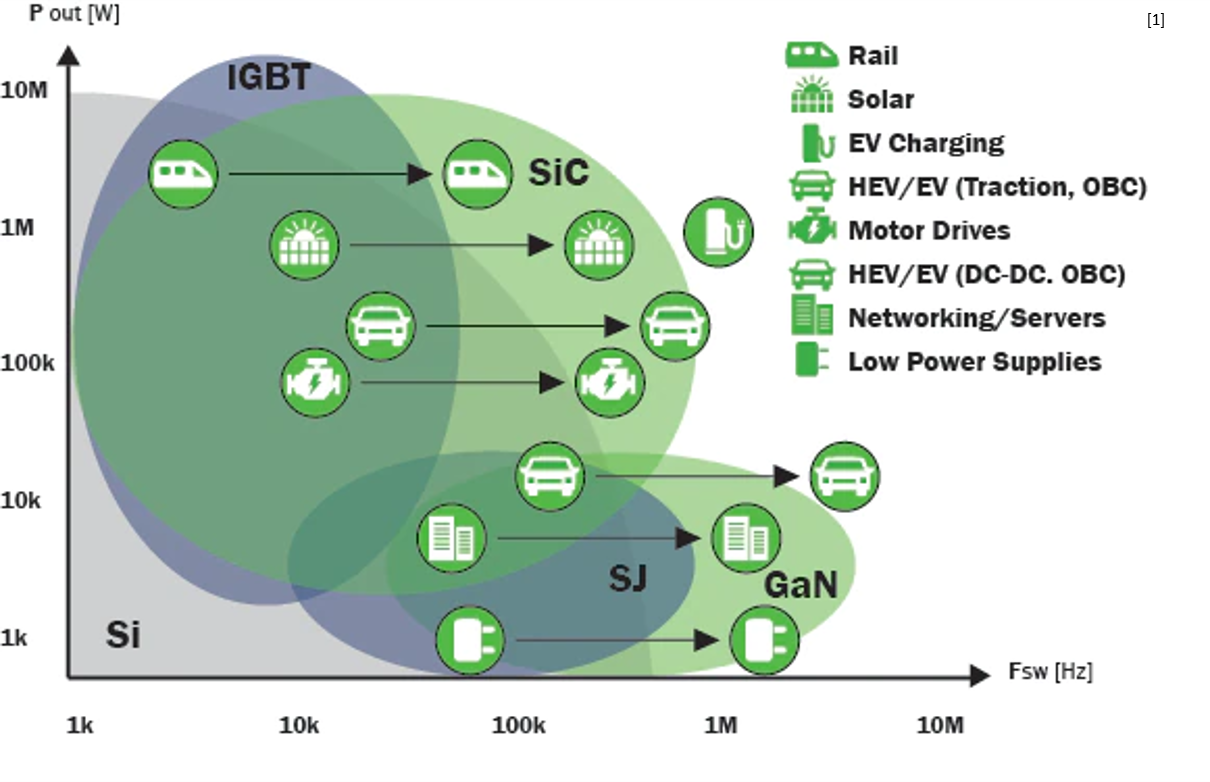 P out [W]
[1]
10M
1M
100k
10k
1k
IGBT
SiC
SJ
GaN
Si
Rail
Solar
EV Charging
HEV/EV (Traction, OBC)
Motor Drives
HEV/EV (DC-DC. OBC)
Networking/Servers
Low Power Supplies
Fsw [Hz]
1k 10k 100k 1M 10M